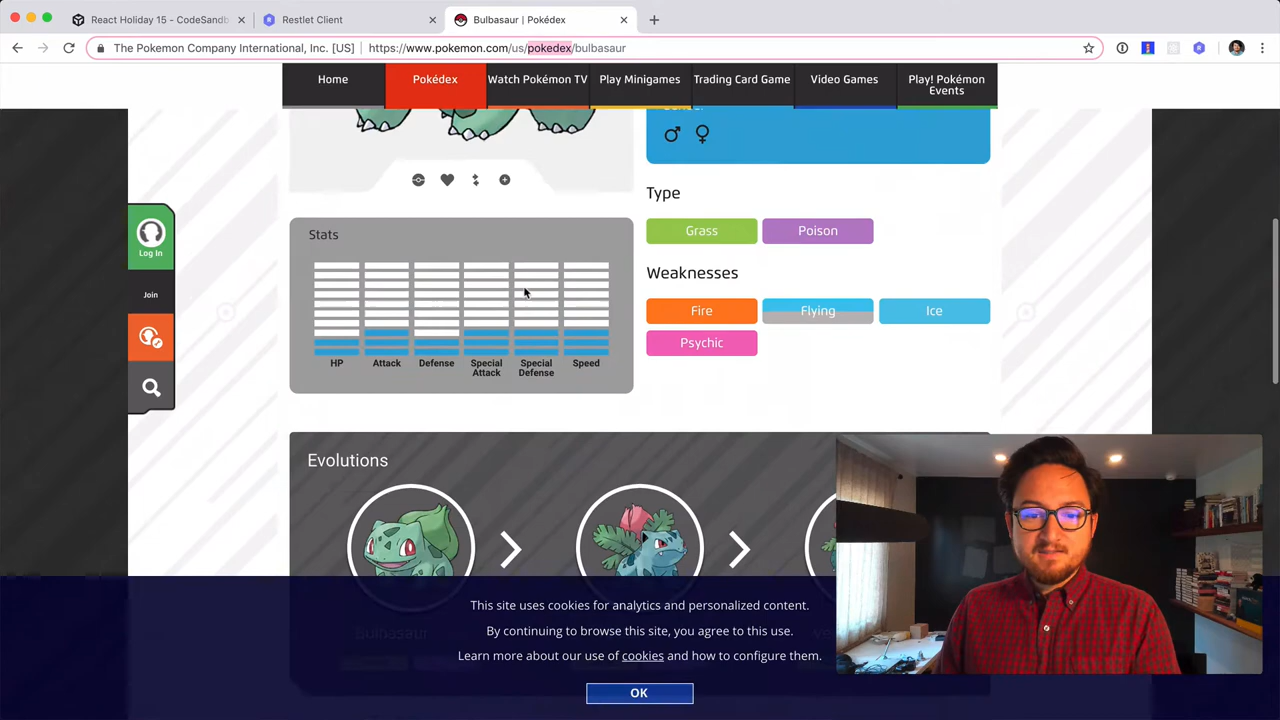 React Holiday 15 - CodeSandb
Restlet Client
Bulbasaur | Pokédex
The Pokemon Company International, Inc. [US]
https://www.pokemon.com/us/pokedex/bulbasaur
Home
Pokédex
Watch Pokémon TV
Play Minigames
Trading Card Game
Video Games
Play! Pokémon
Events
Log In
Join
Type
Grass
Poison
Weaknesses
Fire
Flying
Ice
Psychic
Stats
HP
Attack
Defense
Special
Attack
Special
Defense
Speed
Evolutions
This site uses cookies for analytics and personalized content.
By continuing to browse this site, you agree to this use.
Learn more about our use of cookies and how to configure them.
OK